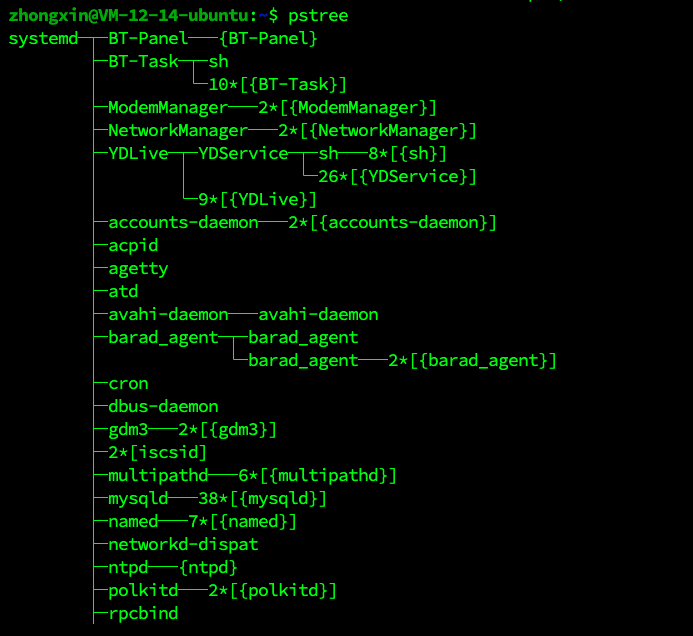 zhongxin@VM-12-14-ubuntu:~$ pstree
systemd─┬─BT-Panel───{BT-Panel}
        ├─BT-Task─┬─sh
        │         └─10*[{BT-Task}]
        ├─ModemManager───2*[{ModemManager}]
        ├─NetworkManager───2*[{NetworkManager}]
        ├─YDLive─┬─YDService─┬─sh───8*[{sh}]
        │        │           └─26*[{YDService}]
        │        └─9*[{YDLive}]
        ├─accounts-daemon───2*[{accounts-daemon}]
        ├─acpid
        ├─agetty
        ├─atd
        ├─avahi-daemon───avahi-daemon
        ├─barad_agent─┬─barad_agent
        │             └─barad_agent───2*[{barad_agent}]
        ├─cron
        ├─dbus-daemon
        ├─gdm3───2*[{gdm3}]
        ├─2*[iscsid]
        ├─multipathd───6*[{multipathd}]
        ├─mysqld───38*[{mysqld}]
        ├─named───7*[{named}]
        ├─networkd-dispat
        ├─ntpd───{ntpd}
        ├─polkitd───2*[{polkitd}]
        ├─rpcbind